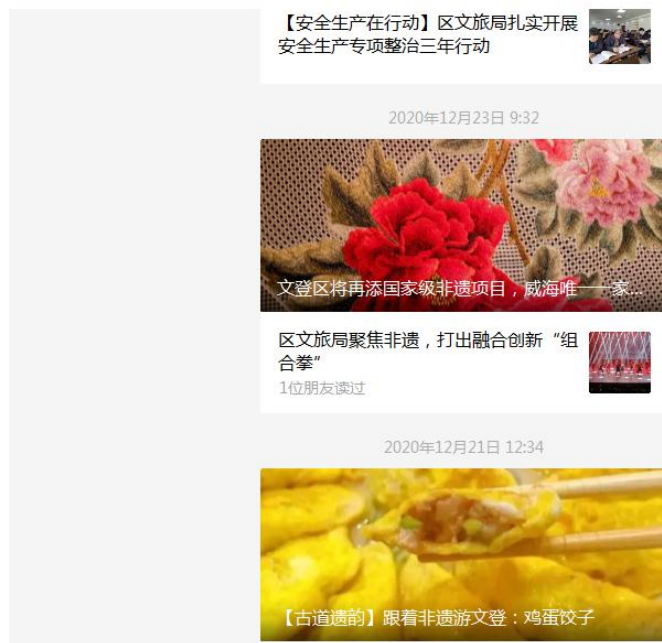 【安全生产在行动】区文旅局扎实开展
安全生产专项整治三年行动
2020年12月23日 9:32
文登区将再添国家级非遗项目，威海唯一一家...
区文旅局聚焦非遗，打出融合创新“组
合拳”
1位朋友读过
2020年12月21日 12:34
【古道遗韵】跟着非遗游文登：鸡蛋饺子